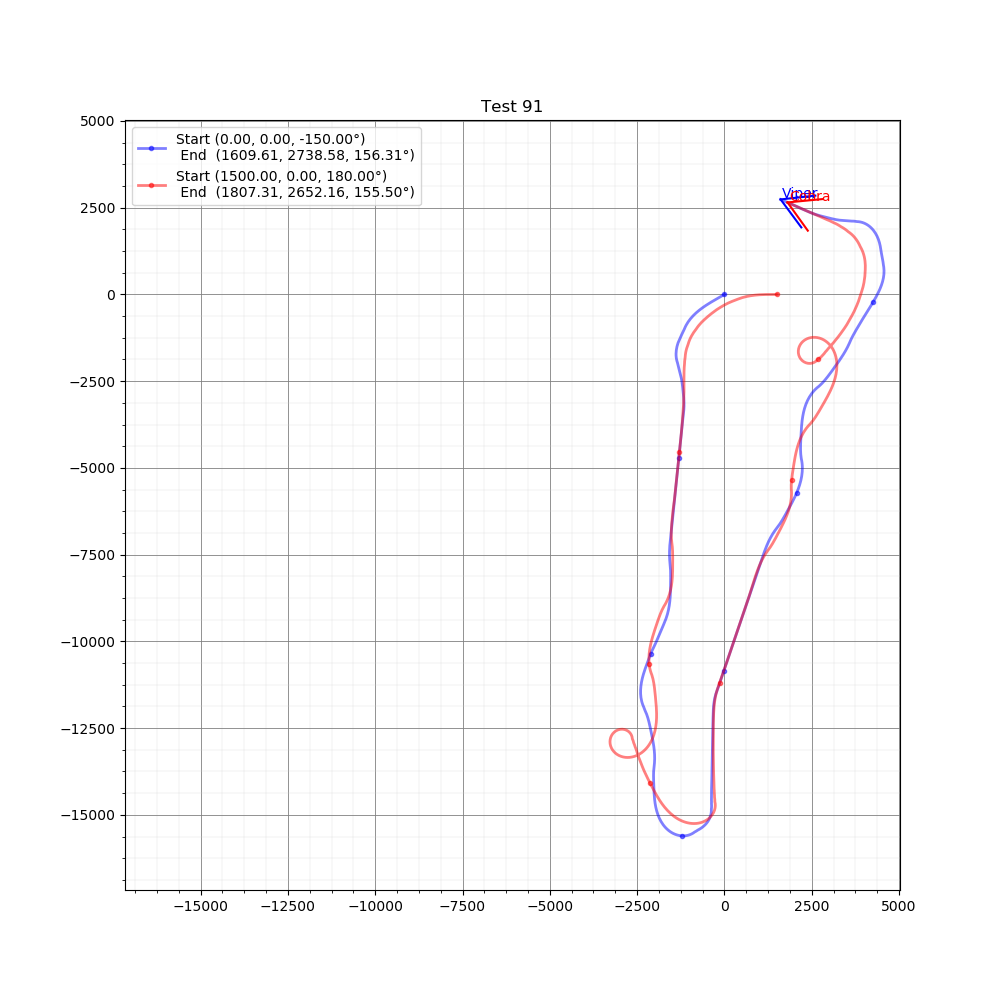 Test 91
Start (0.00, 0.00, -150.00°)
End (1609.61, 2738.58, 156.31°)
Start (1500.00, 0.00, 180.00°)
End (1807.31, 2652.16, 155.50°)
Viper
5000
2500
0
−2500
−5000
−7500
−10000
−12500
−15000
−15000 −12500 −10000 −7500 −5000 −2500 0 2500 5000